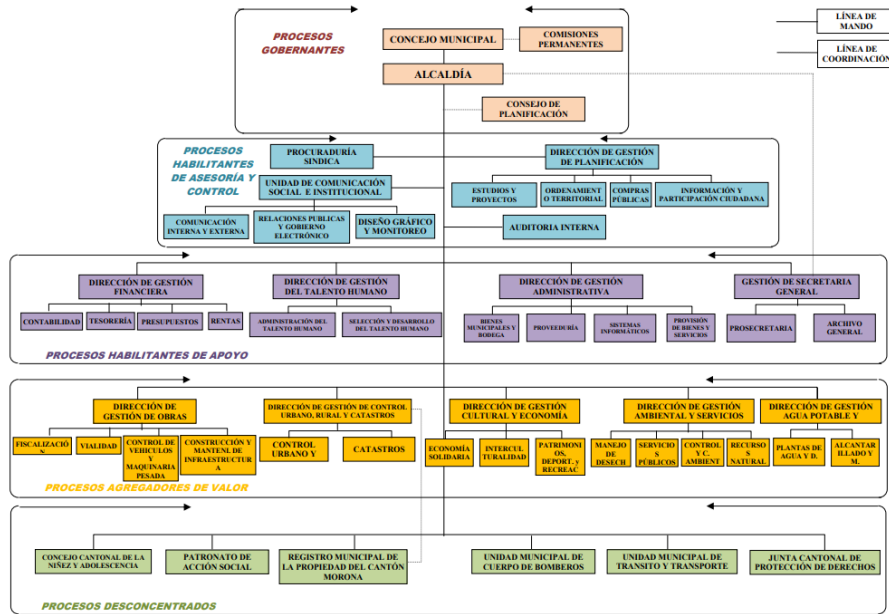 PROCESOS
GOBERNANTES
CONCEJO MUNICIPAL
COMISIONES
PERMANENTES
ALCALDÍA
CONSEJO DE
PLANIFICACIÓN
LÍNEA DE
MANDO
LÍNEA DE
COORDINACIÓN
PROCESOS
HABILITANTES
DE ASESORÍA Y
CONTROL
PROCURADURÍA
SINDICA
DIRECCIÓN DE GESTIÓN
DE PLANIFICACIÓN
UNIDAD DE COMUNICACIÓN
SOCIAL E INSTITUCIONAL
ESTUDIOS Y
PROYECTOS
ORDENAMIENT
O TERRITORIAL
COMPRAS
PÚBLICAS
INFORMACIÓN Y
PARTICIPACIÓN CIUDADANA
COMUNICACIÓN
INTERNA Y EXTERNA
RELACIONES PUBLICAS
Y GOBIERNO
ELECTRÓNICO
DISEÑO GRÁFICO
Y MONITOREO
AUDITORIA INTERNA
DIRECCIÓN DE GESTIÓN
FINANCIERA
DIRECCIÓN DE GESTIÓN
DEL TALENTO HUMANO
DIRECCIÓN DE GESTIÓN
ADMINISTRATIVA
GESTIÓN DE SECRETARIA
GENERAL
CONTABILIDAD
TESORERÍA
PRESUPUESTOS
RENTAS
ADMINISTRACIÓN DEL
TALENTO HUMANO
SELECCIÓN Y DESARROLLO
DEL TALENTO HUMANO
BIENES
MUNICIPALES Y
BODEGA
PROVEEDURÍA
SISTEMAS
INFORMÁTICOS
PROVISIÓN
DE BIENES Y
SERVICIOS
PROSECRETARIA
ARCHIVO
GENERAL
PROCESOS HABILITANTES DE APOYO
DIRECCIÓN DE
GESTIÓN DE OBRAS
DIRECCIÓN DE GESTIÓN DE CONTROL
URBANO, RURAL Y CATASTROS
DIRECCIÓN DE GESTIÓN
CULTURAL Y ECONOMÍA
DIRECCIÓN DE GESTIÓN
AMBIENTAL Y SERVICIOS
DIRECCIÓN DE GESTIÓN
AGUA POTABLE Y
FISCALIZACIÓ
N
VIALIDAD
CONTROL DE
VEHICULOS Y
MAQUINARIA
PESADA
CONSTRUCCIÓN Y
MANTENI. DE
INFRAESTRUCTUR
A
CONTROL
URBANO Y
CATASTROS
ECONOMÍA
SOLIDARIA
INTERCUL
TURALIDAD
PATRIMONI
OS,
DEPORT. y
RECREAC
MANEJO DE
DESECH
SERVICIO
S
PÚBLICOS
CONTROL
Y C.
AMBIENT
RECURSO
S
NATURAL
PLANTAS DE
AGUA Y D.
ALCANTAR
ILLADO Y
M.
PROCESOS AGREGADORES DE VALOR
CONCEJO CANTONAL DE LA
NIÑEZ Y ADOLESCENCIA
PATRONATO DE
ACCIÓN SOCIAL
REGISTRO MUNICIPAL DE
LA PROPIEDAD DEL CANTÓN
MORONA
UNIDAD MUNICIPAL DE
CUERPO DE BOMBEROS
UNIDAD MUNICIPAL DE
TRANSITO Y TRANSPORTE
JUNTA CANTONAL DE
PROTECCIÓN DE DERECHOS
PROCESOS DESCONCENTRADOS